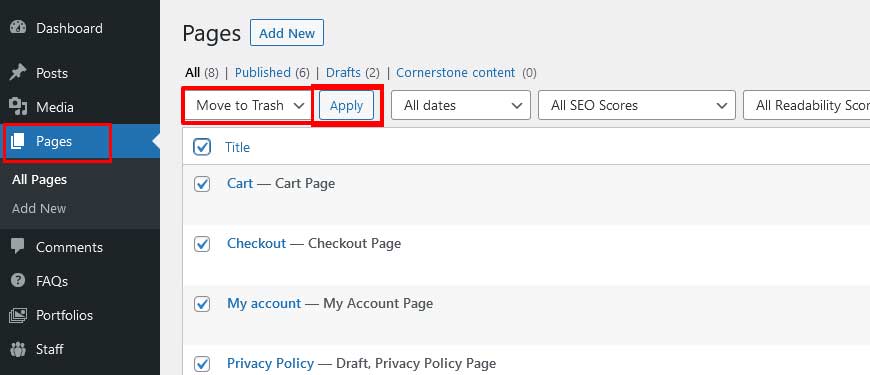 Dashboard
Posts
Media
Pages
All Pages
Add New
Comments
FAQs
Portfolios
Staff
Pages Add New
All (8) | Published (6) | Drafts (2) | Cornerstone content (0)
Move to Trash Apply All dates All SEO Scores All Readability Scor
Title
Cart — Cart Page
Checkout — Checkout Page
My account — My Account Page
Privacy Policy — Draft, Privacy Policy Page